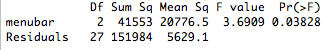 Df Sum Sq Mean Sq F value Pr(>F)
menubar 2 41553 20776.5 3.6909 0.03828
Residuals 27 151984 5629.1